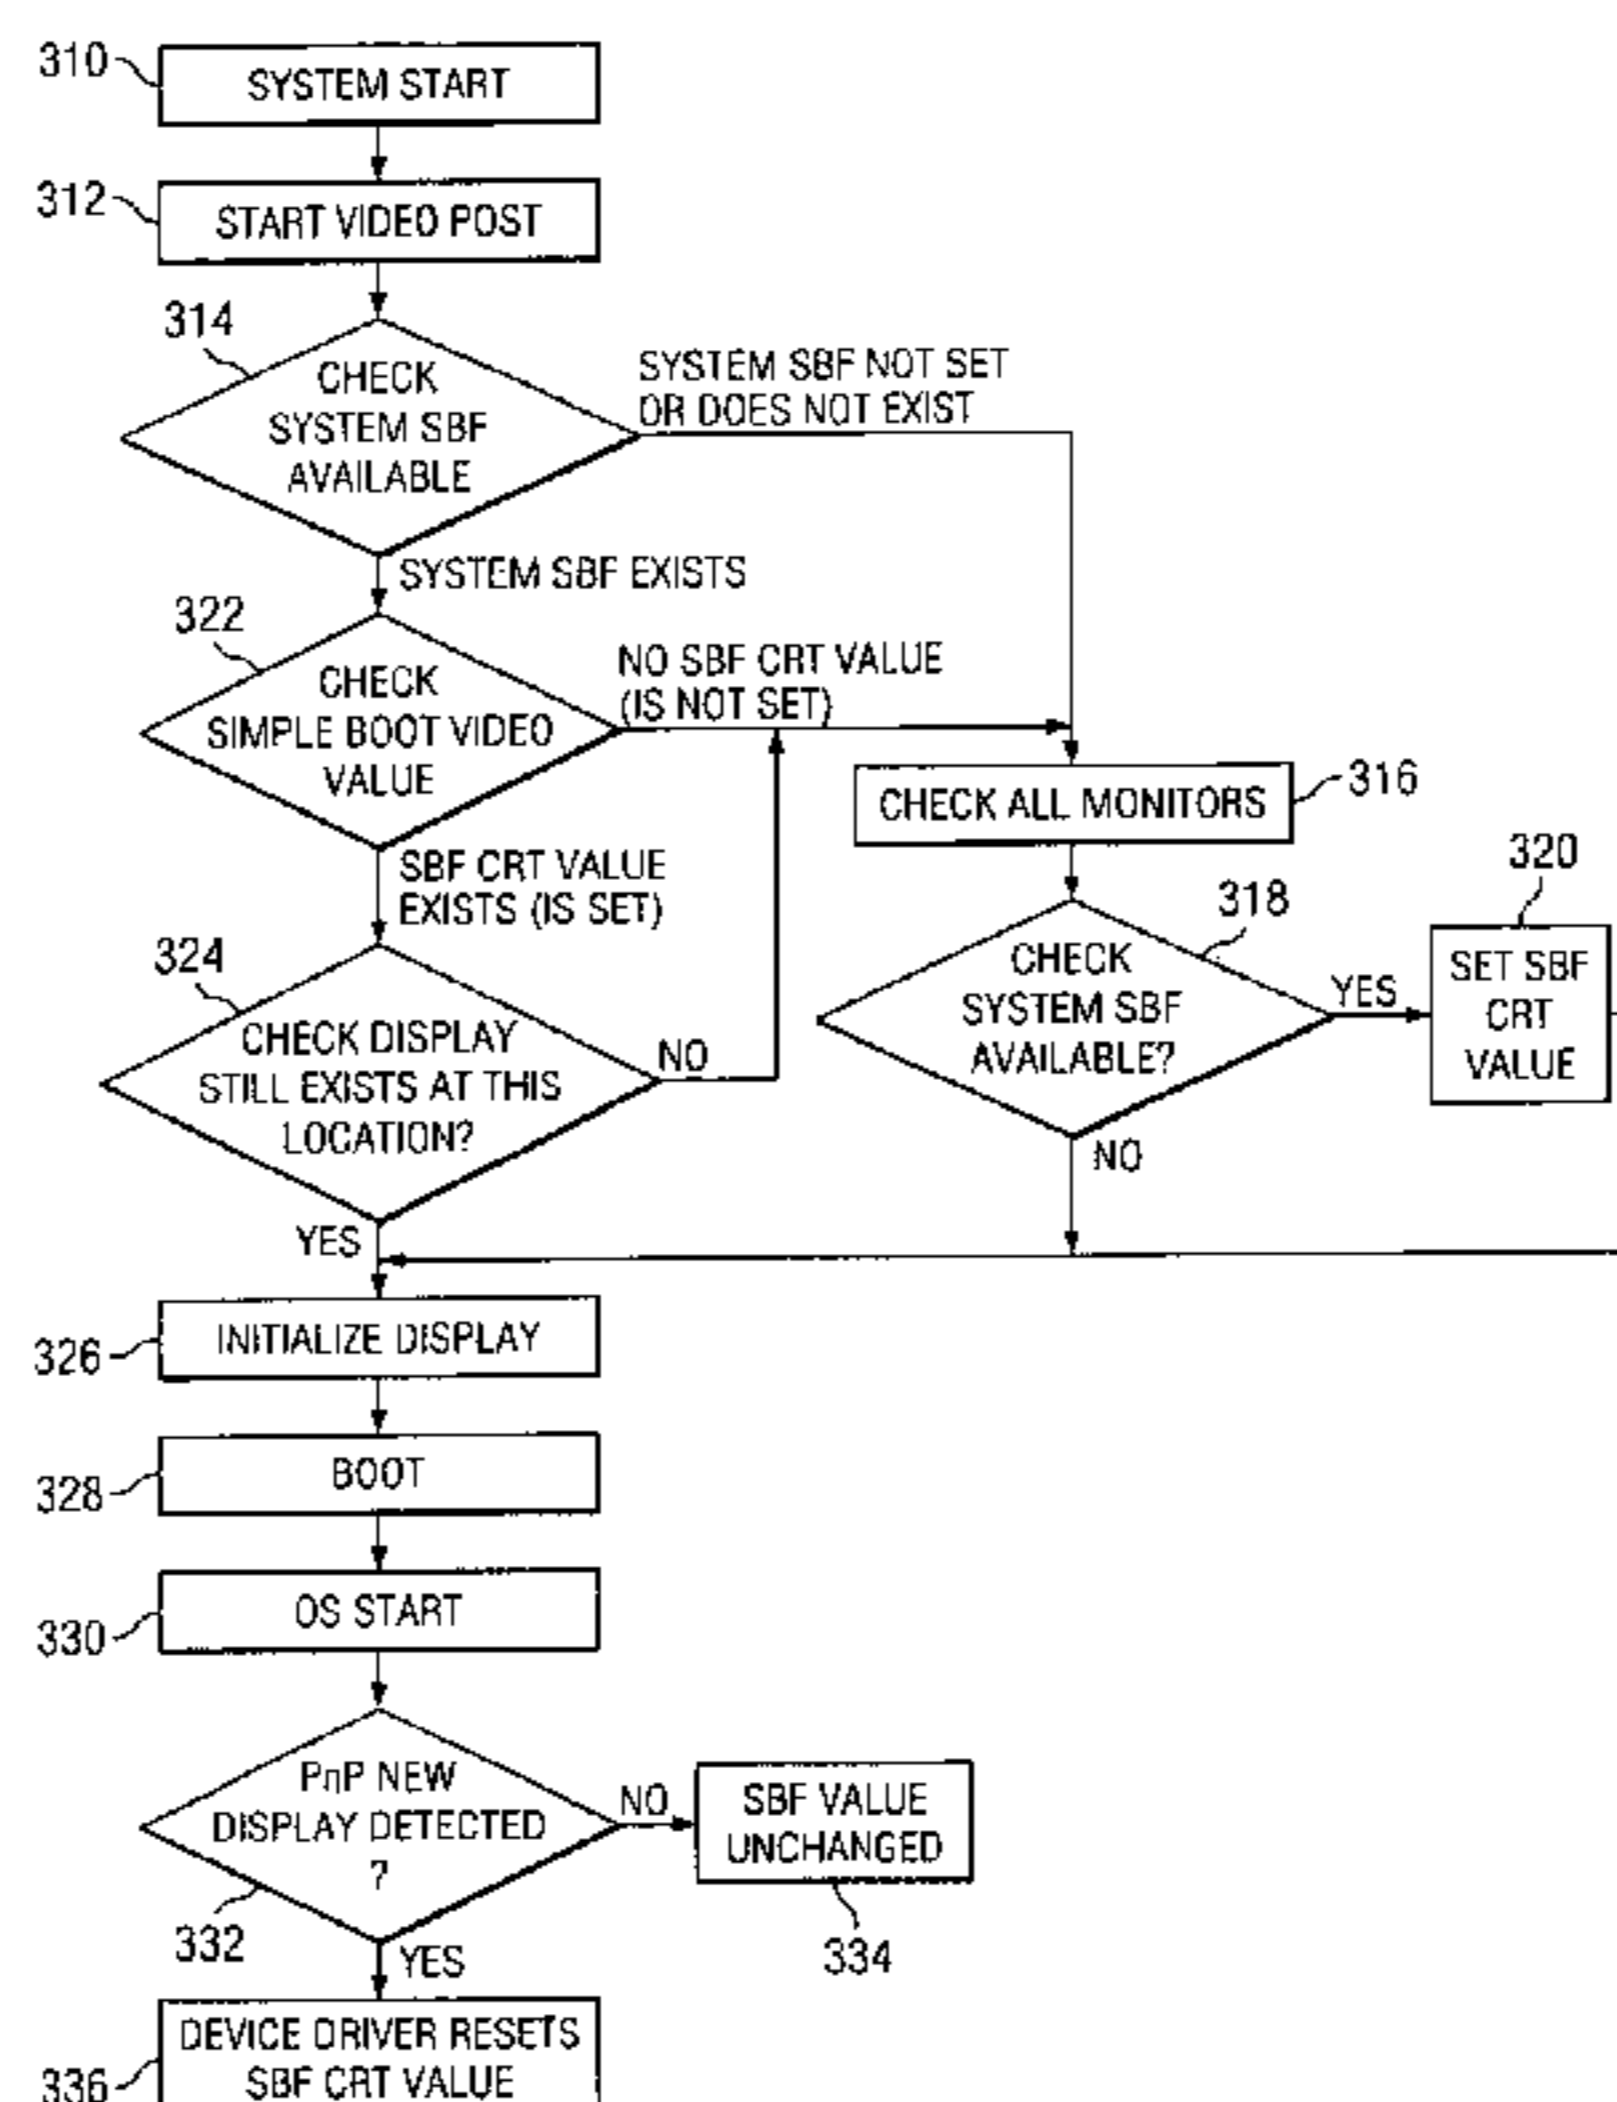 310
SYSTEM START
312
START VIDEO POST
314
CHECK
SYSTEM SBF
AVAILABLE
SYSTEM SBF NOT SET
OR DOES NOT EXIST
SYSTEM SBF EXISTS
322
CHECK
SIMPLE BOOT VIDEO
VALUE
NO SBF CRT VALUE
(IS NOT SET)
316
CHECK ALL MONITORS
SBF CRT VALUE
EXISTS (IS SET)
318
CHECK
SYSTEM SBF
AVAILABLE?
YES
320
SET SBF
CRT
VALUE
NO
324
CHECK DISPLAY
STILL EXISTS AT THIS
LOCATION?
NO
YES
326
INITIALIZE DISPLAY
328
BOOT
330
OS START
332
PnP NEW
DISPLAY DETECTED
?
NO
SBF VALUE
UNCHANGED
334
YES
336
DEVICE DRIVER RESETS
SBF CRT VALUE